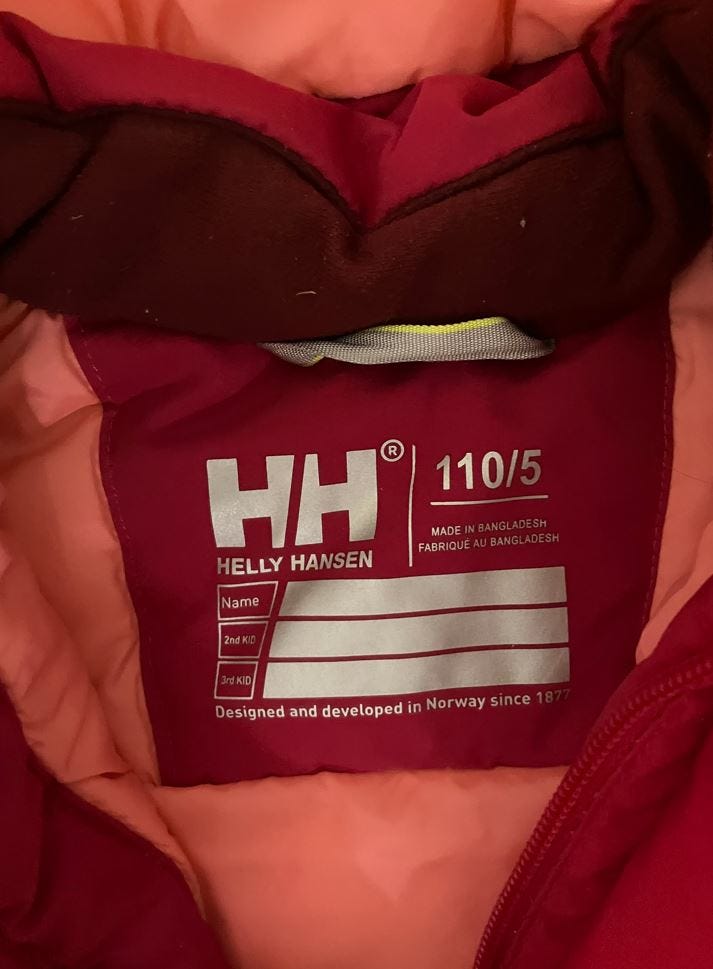 HH®
HELLY HANSEN
110/5
MADE IN BANGLADESH
FABRIQUÉ AU BANGLADESH
Name
2nd KID
3rd KID
Designed and developed in Norway since 1877